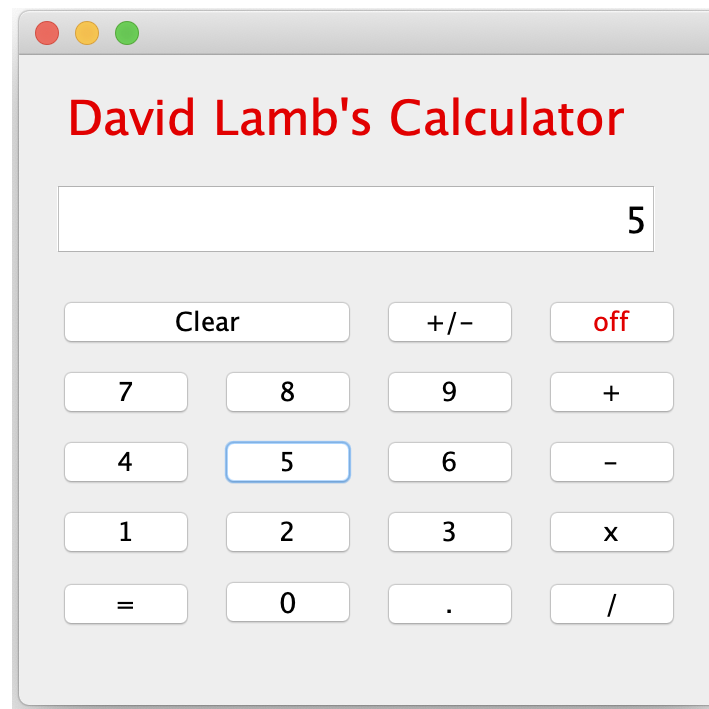 David Lamb's Calculator
5
Clear +/- off
7 8 9 +
4 5 6 -
1 2 3 x
= 0 . /